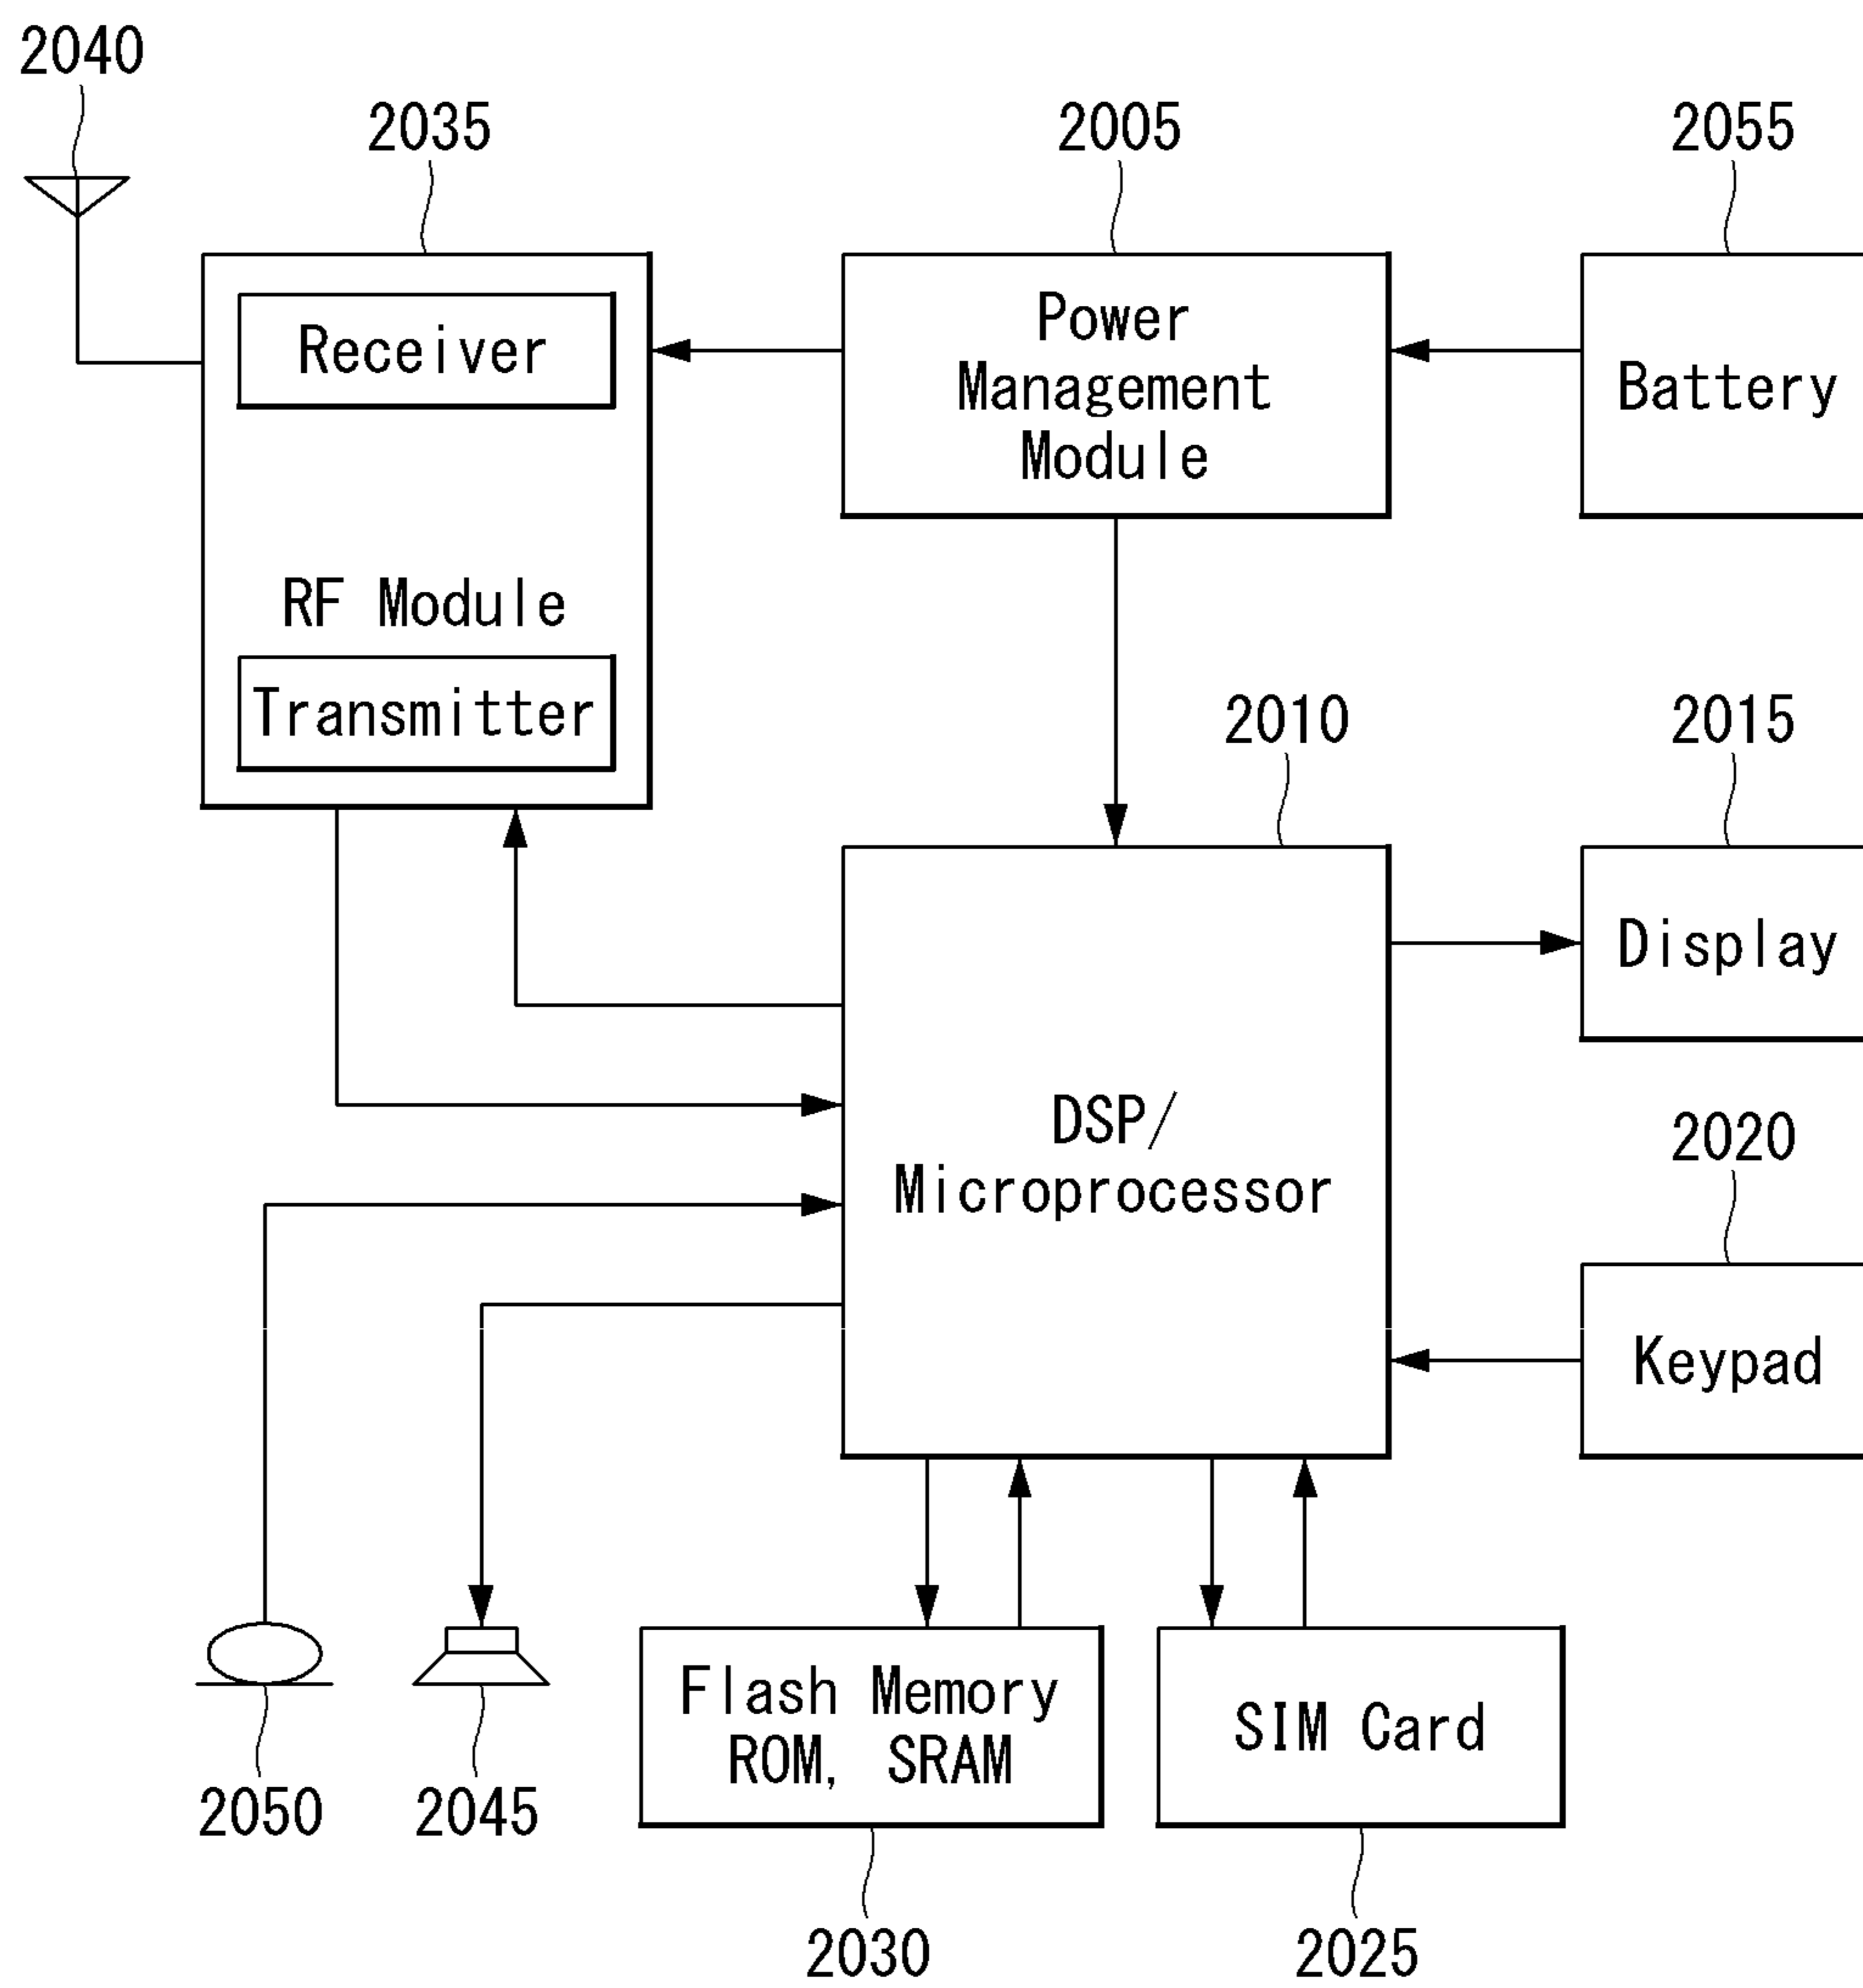 2040
2035
2005
2055
Receiver
RF Module
Transmitter
Power
Management
Module
Battery
2010
2015
DSP/
Microprocessor
Display
2020
Keypad
2050
2045
Flash Memory
ROM, SRAM
SIM Card
2030
2025